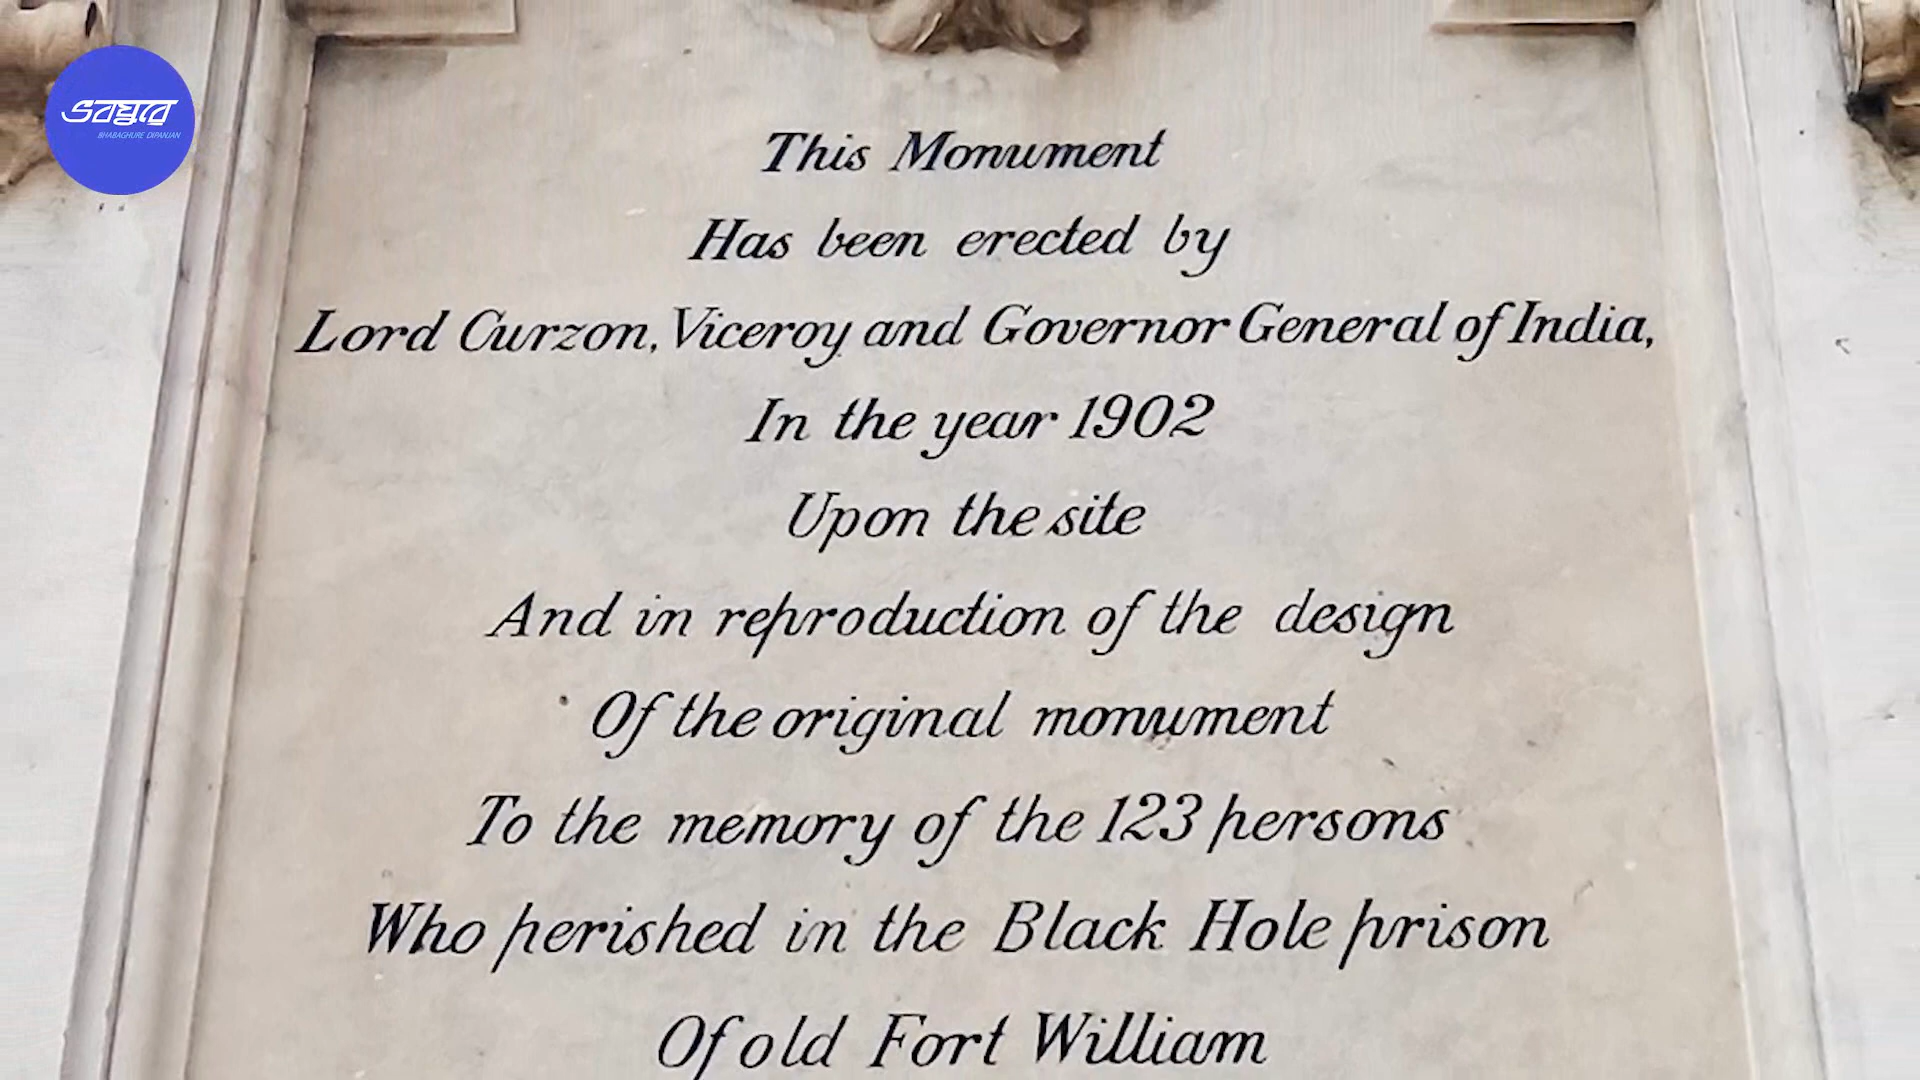 BHABAGHURE DIPANJAN
This Monument
Has been erected by
Lord Curzon, Viceroy and Governor General of India,
In the year 1902
Upon the site
And in reproduction of the design
Of the original monument
To the memory of the 123 persons
Who perished in the Black Hole prison
Of old Fort William